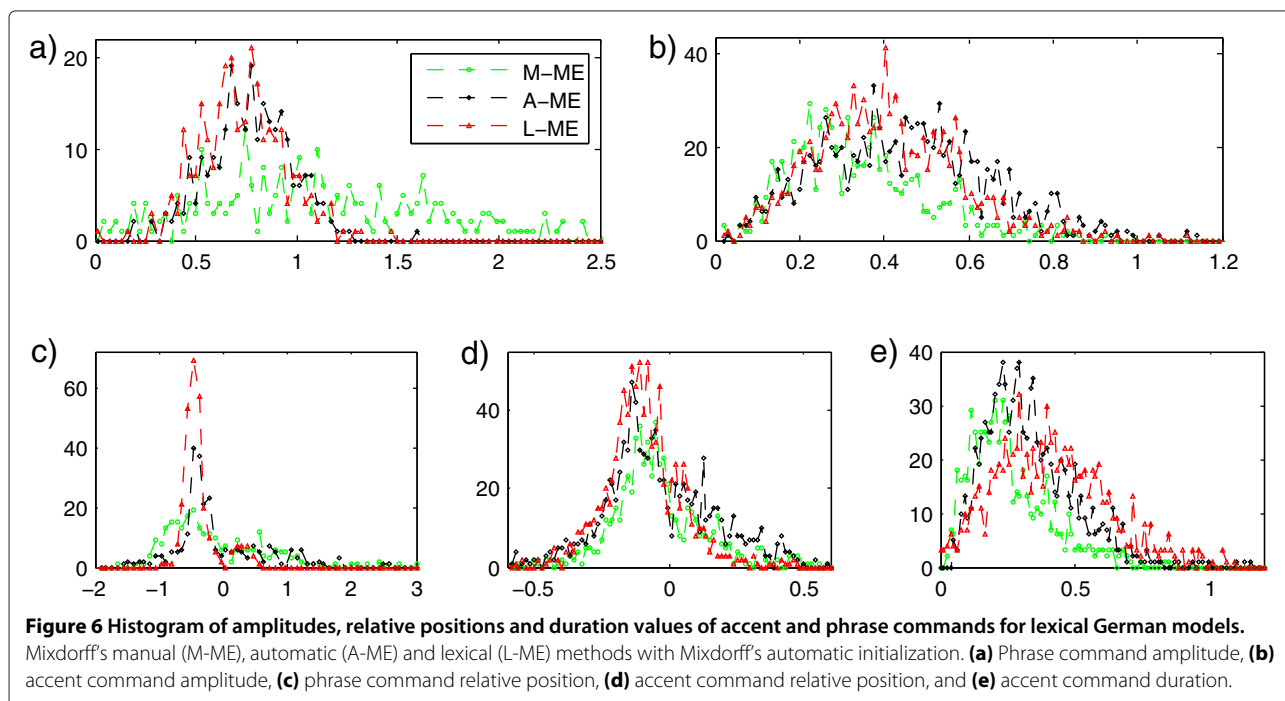 a)
20
10
0
0 0.5 1 1.5 2 2.5
M−ME
A−ME
L−ME
b)
40
20
0
0 0.2 0.4 0.6 0.8 1 1.2
c)
60
40
20
0
−2 −1 0 1 2 3
d)
40
20
0
−0.5 0 0.5
e)
40
30
20
10
0
0 0.5 1
Figure 6 Histogram of amplitudes, relative positions and duration values of accent and phrase commands for lexical German models.
Mixdorff's manual (M-ME), automatic (A-ME) and lexical (L-ME) methods with Mixdorff's automatic initialization. (a) Phrase command amplitude, (b)
accent command amplitude, (c) phrase command relative position, (d) accent command relative position, and (e) accent command duration.